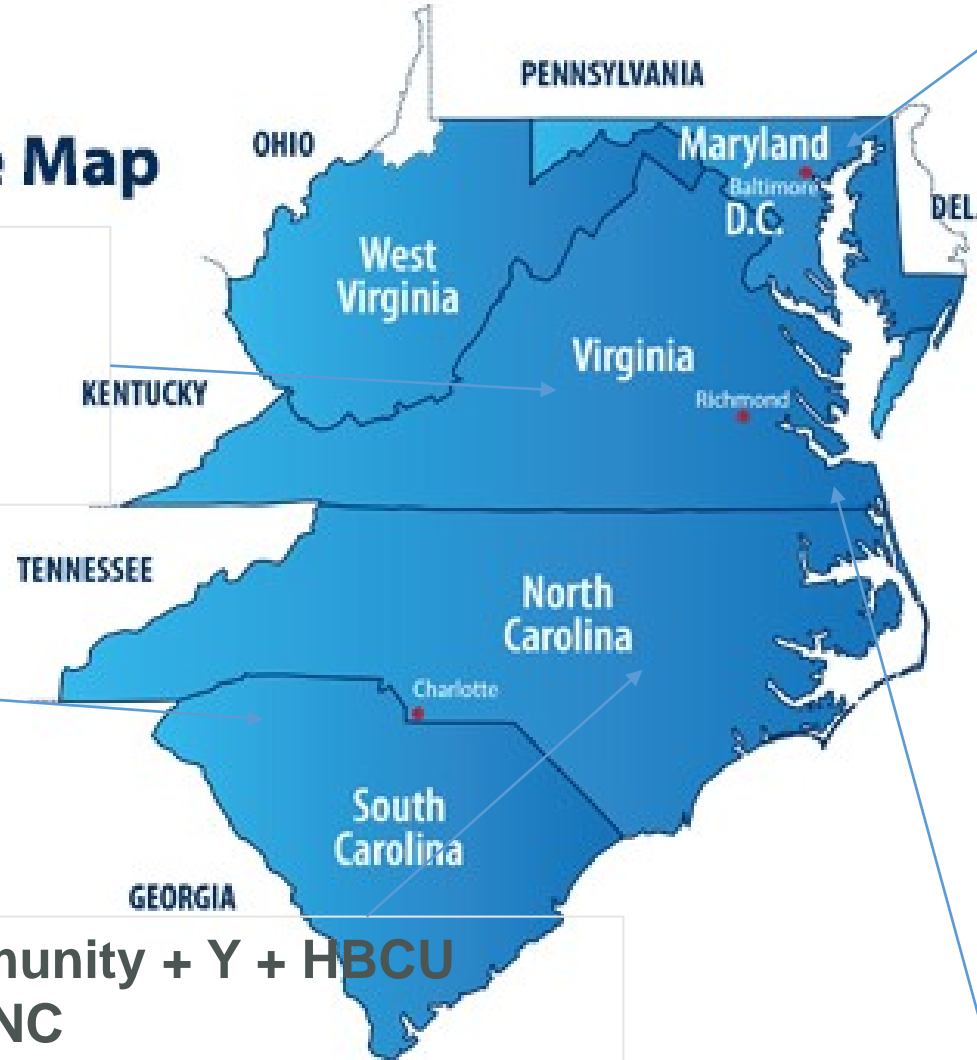 PENNSYLVANIA
OHIO
Map
Maryland
Baltimore
D.C.
DEL
West
Virginia
Virginia
KENTUCKY
Richmond
TENNESSEE
North
Carolina
Charlotte
South
Carolina
GEORGIA
munity + Y + HBCU
NC